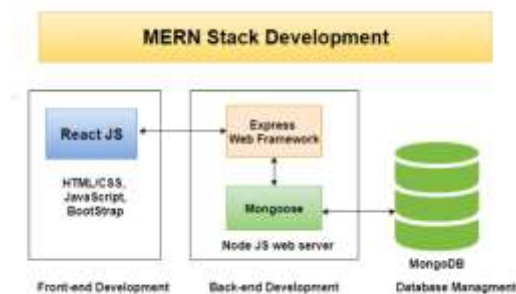 MERN Stack Development
React JS
HTML/CSS,
JavaScript,
BootStrap
Express
Web Framework
Mongoose
Node JS web server
MongoDB
Front-end Development
Back-end Development
Database Managment